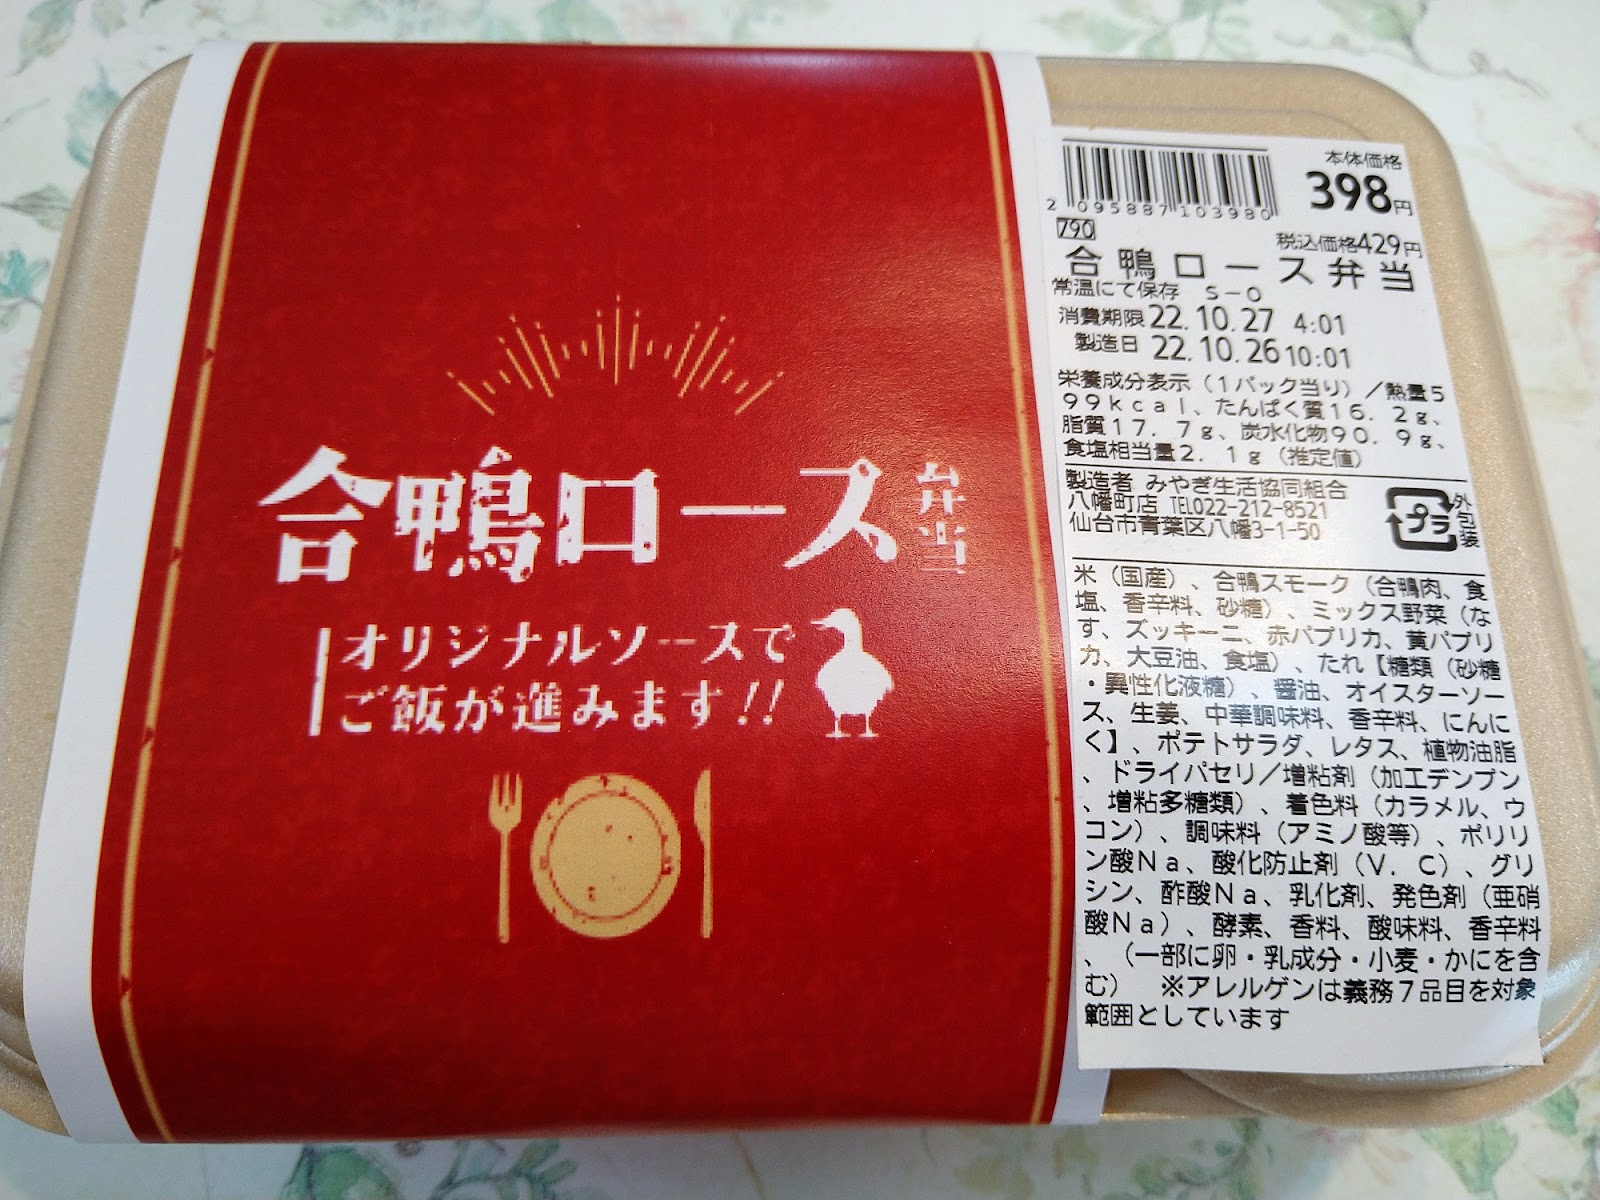 合鴨ロース弁当
オリジナルソースで
ご飯が進みます!!
本体価格
398円
2 095887 103980
790
税込価格429円
合鴨ロース弁当
常温にて保存 S-O
消費期限 22.10.27 4:01
製造日 22.10.26 10:01
栄養成分表示(1パック当り)/熱量5
99kcal、たんぱく質16.2g、
脂質17.7g、炭水化物90.9g、
食塩相当量2.1g(推定値)
製造者 みやぎ生活協同組合
八幡町店 TEL022-212-8521
仙台市青葉区八幡3-1-50
プラ
外包装
米(国産)、合鴨スモーク(合鴨肉、食
塩、香辛料、砂糖)、ミックス野菜(な
す、ズッキーニ、赤パプリカ、黄パプリ
カ、大豆油、食塩)、たれ【糖類(砂糖
・異性化液糖)、醤油、オイスターソー
ス、生姜、中華調味料、香辛料、にんに
く】、ポテトサラダ、レタス、植物油脂
、ドライパセリ/増粘剤(加工デンプン
、増粘多糖類)、着色料(カラメル、ウ
コン)、調味料(アミノ酸等)、ポリリ
ン酸Na、酸化防止剤(V.C)、グリ
シン、酢酸Na、乳化剤、発色剤(亜硝
酸Na)、酵素、香料、酸味料、香辛料
、(一部に卵・乳成分・小麦・かにを含
む) ※アレルゲンは義務7品目を対象
範囲としています